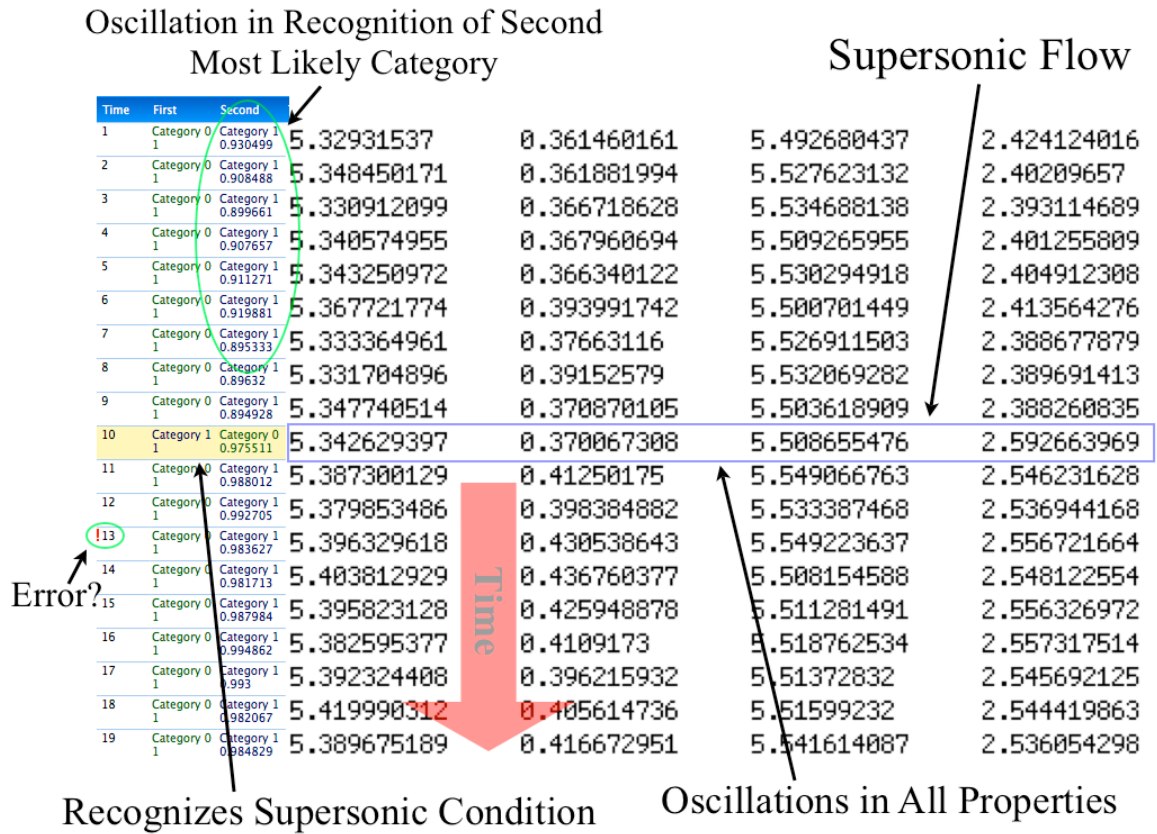 Oscillation in Recognition of Second
Most Likely Category
Supersonic Flow
Time First Second
1 Category 0 Category 1 5.32931537 0.361460161 5.492680437 2.424124016
1 0.930499
2 Category 0 Category 1 5.348450171 0.361881994 5.527623132 2.40209657
1 0.908488
3 Category 0 Category 1 5.330912099 0.366718628 5.534688138 2.393114689
1 0.899661
4 Category 0 Category 1 5.340574955 0.367960694 5.509265955 2.401255809
1 0.907657
5 Category 0 Category 1 5.343250972 0.366340122 5.530294918 2.404912308
1 0.911271
6 Category 0 Category 1 5.367721774 0.393991742 5.500701449 2.413564276
1 0.919881
7 Category 0 Category 1 5.333364961 0.37663116 5.526911503 2.388677879
1 0.895333
8 Category 0 Category 1 5.331704896 0.39152579 5.532069282 2.389691413
1 0.89632
9 Category 0 Category 1 5.347740514 0.370870105 5.503618909 2.388260835
1 0.894928
10 Category 1 Category 0 5.342629397 0.370067308 5.508655476 2.592663969
1 0.975511
11 Category 0 Category 1 5.387300129 0.41250175 5.549066763 2.546231628
1 0.988012
12 Category 0 Category 1 5.379853486 0.398384882 5.533387468 2.536944168
1 0.992705
!13 Category 0 Category 1 5.396329618 0.430538643 5.549223637 2.556721664
1 0.983627
14 Category 0 Category 1 5.403812929 0.436760377 5.508154588 2.548122554
1 0.981713
Error?
15 Category 0 Category 1 5.395823128 0.425948878 5.511281491 2.556326972
1 0.987984
Time
16 Category 0 Category 1 5.382595377 0.4109173 5.518762534 2.557317514
1 0.994862
17 Category 0 Category 1 5.392324408 0.396215932 5.51372832 2.545692125
1 0.993
18 Category 0 Category 1 5.419990312 0.405614736 5.51599232 2.544419863
1 0.982067
19 Category 0 Category 1 5.389675189 0.416672951 5.541614087 2.536054298
1 0.984829
Recognizes Supersonic Condition
Oscillations in All Properties